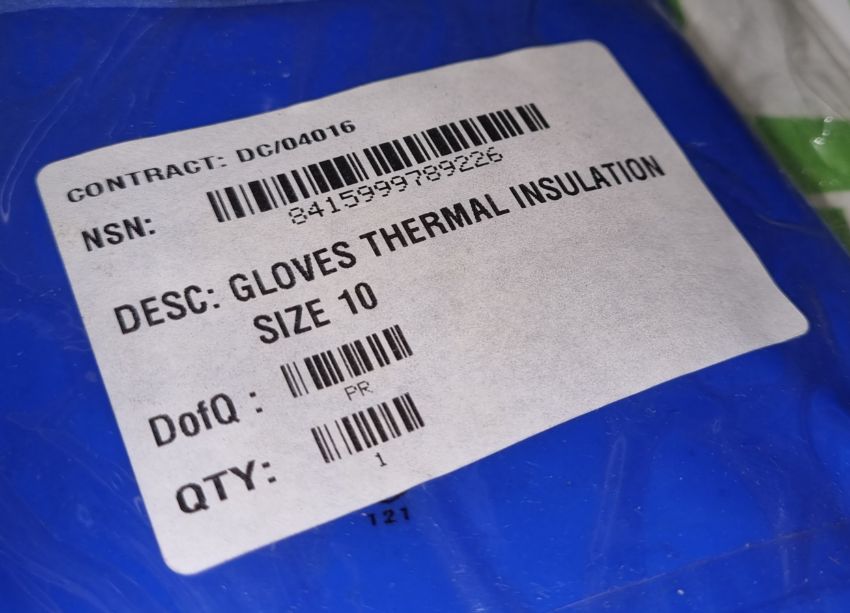 CONTRACT: DC/04016
NSN:
8415999789226
DESC: GLOVES THERMAL INSULATION
SIZE 10
DofQ :
PR
QTY:
1
121